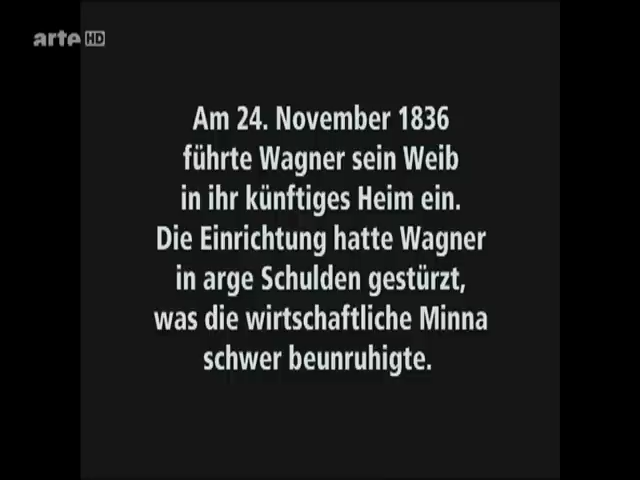 arte HD
Am 24. November 1836
führte Wagner sein Weib
in ihr künftiges Heim ein.
Die Einrichtung hatte Wagner
in arge Schulden gestürzt,
was die wirtschaftliche Minna
schwer beunruhigte.